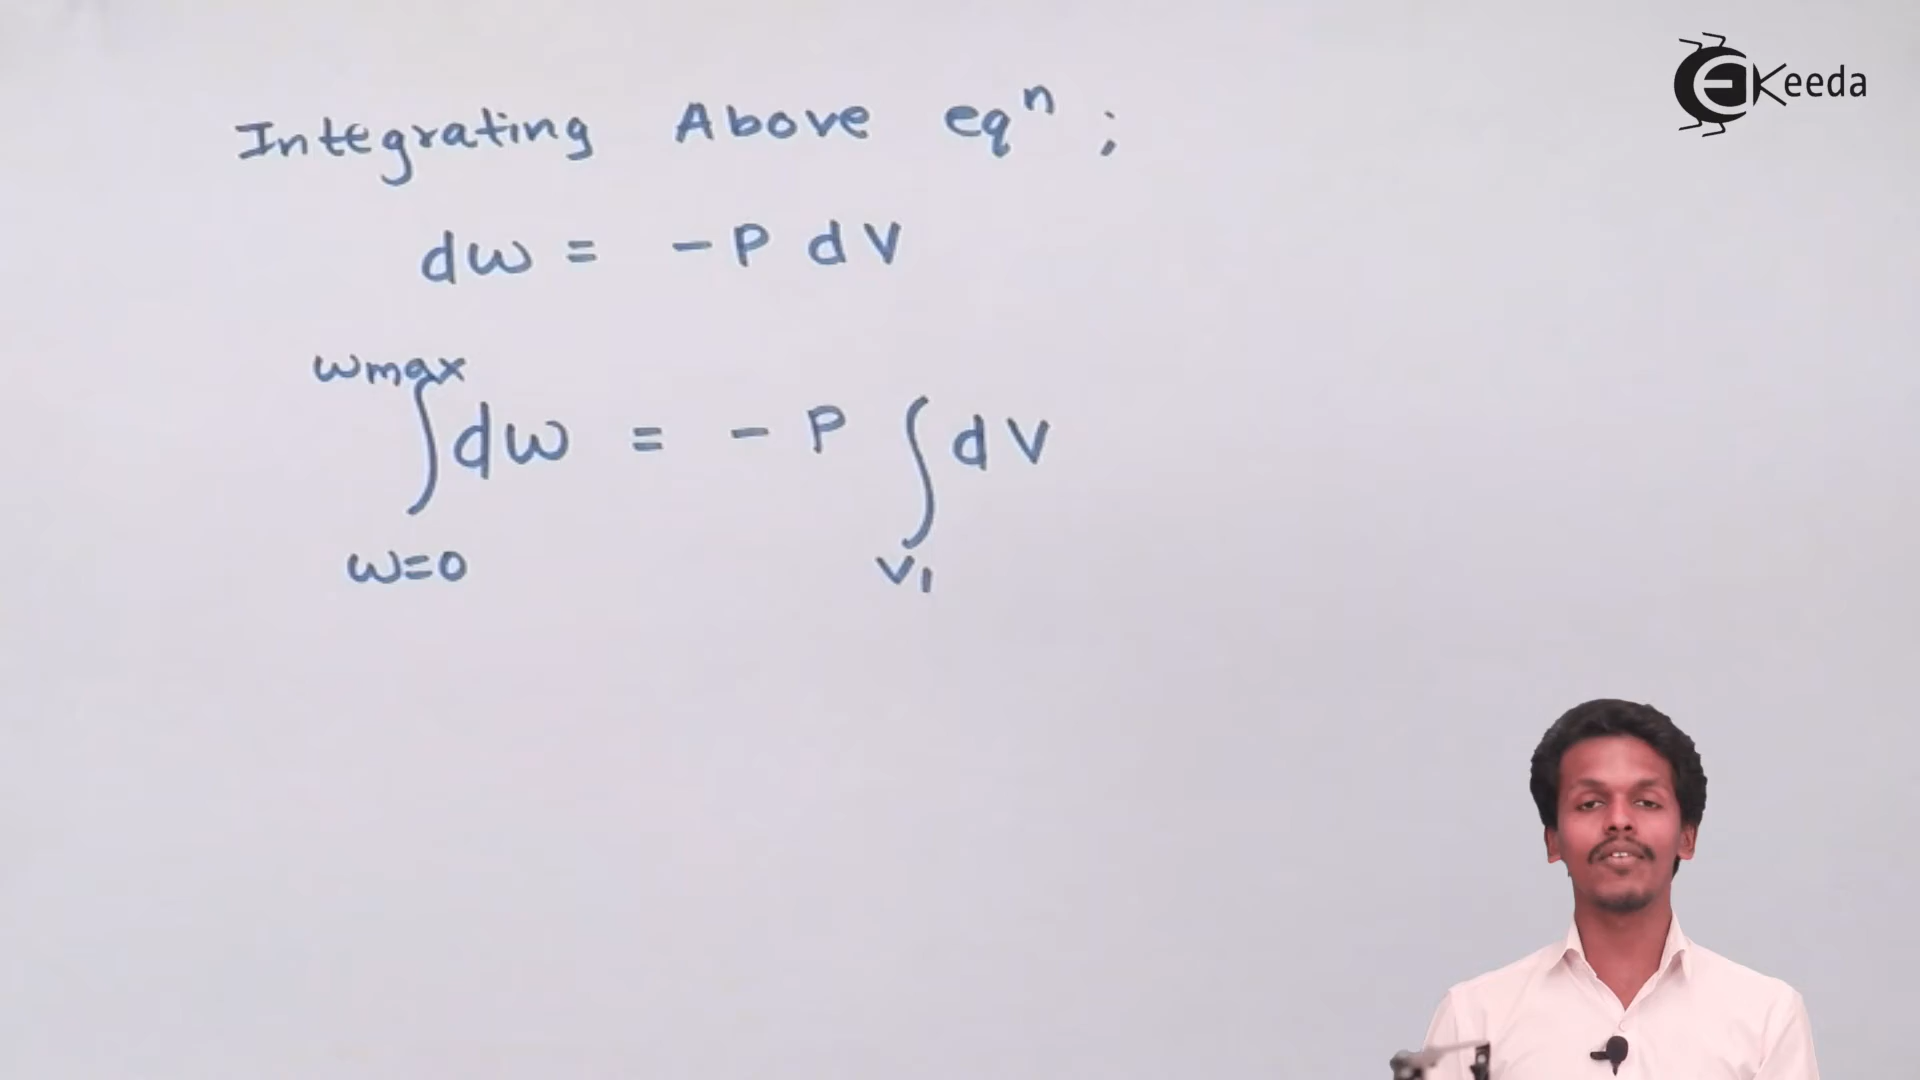 EKeeda
Integrating Above eqⁿ ;
dw = - P dV
wmax
∫dw = - P ∫dV
w=0 V1